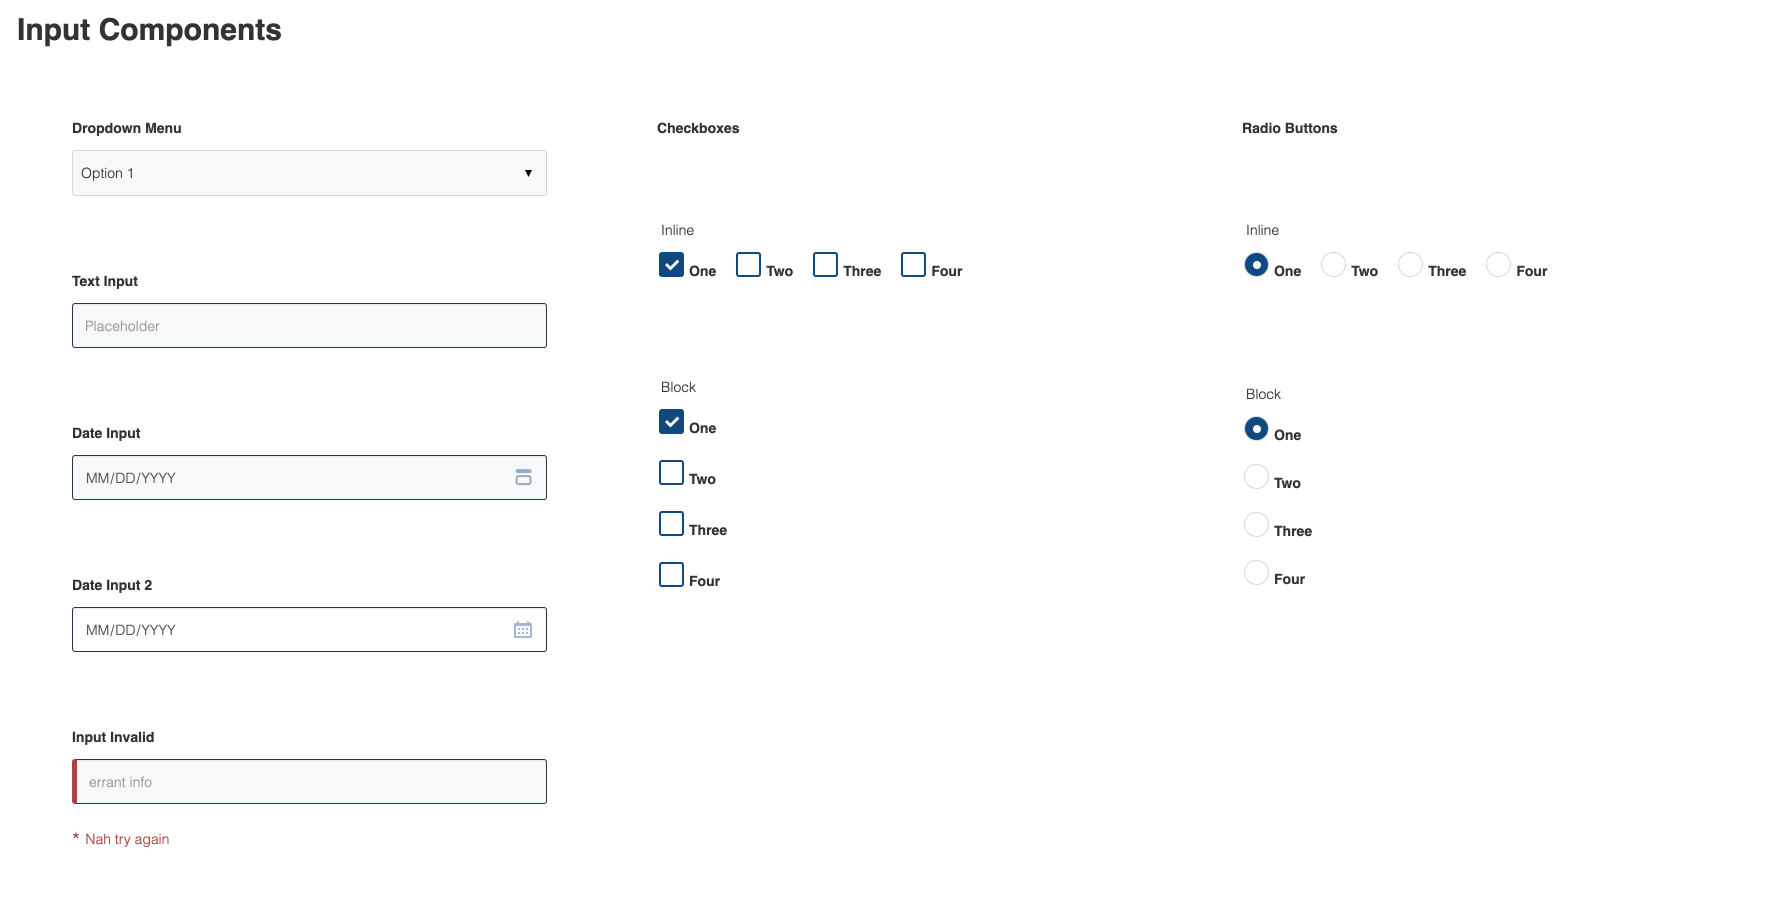 Input Components
Dropdown Menu
Option 1
Text Input
Placeholder
Date Input
MM/DD/YYYY
Date Input 2
MM/DD/YYYY
Input Invalid
errant info
* Nah try again
Checkboxes
Inline
One Two Three Four
Block
One
Two
Three
Four
Radio Buttons
Inline
One Two Three Four
Block
One
Two
Three
Four